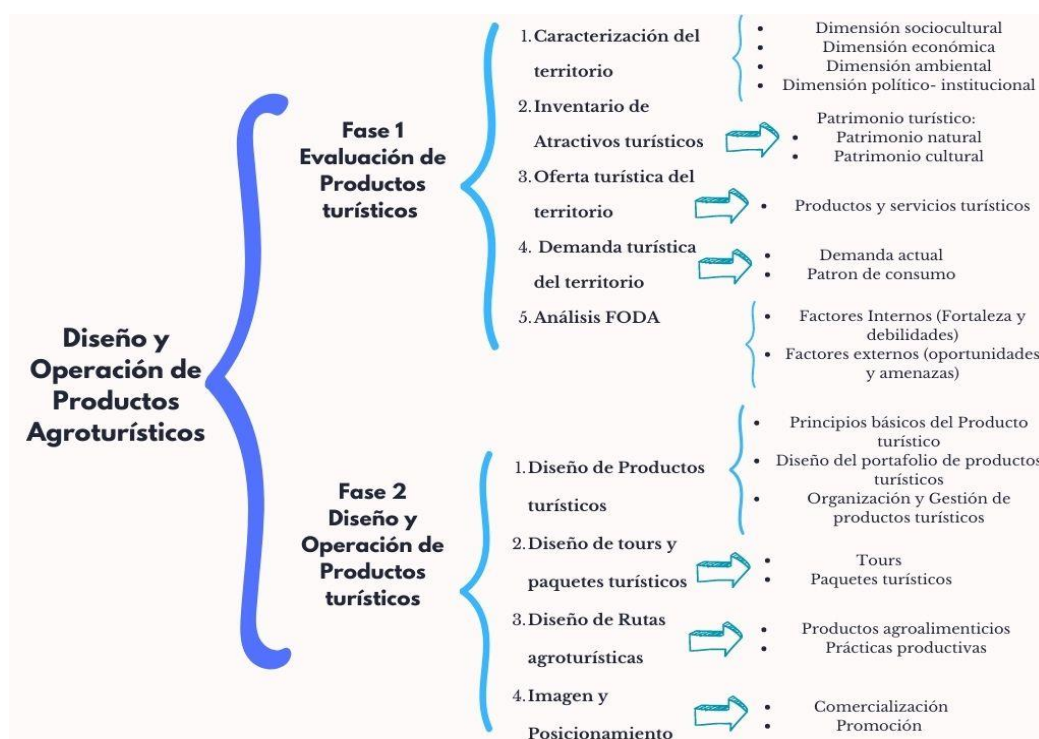 Diseño y
Operación de
Productos
Agroturísticos
Fase 1
Evaluación de
Productos
turísticos
1. Caracterización del
territorio
• Dimensión sociocultural
• Dimensión económica
• Dimensión ambiental
• Dimensión político- institucional
2. Inventario de
Atractivos turísticos
Patrimonio turístico:
• Patrimonio natural
• Patrimonio cultural
3. Oferta turística del
territorio
• Productos y servicios turísticos
4. Demanda turística
del territorio
• Demanda actual
• Patron de consumo
5. Análisis FODA
• Factores Internos (Fortaleza y
debilidades)
• Factores externos (oportunidades
y amenazas)
Fase 2
Diseño y
Operación de
Productos
turísticos
1. Diseño de Productos
turísticos
• Principios básicos del Producto
turístico
• Diseño del portafolio de productos
turísticos
• Organización y Gestión de
productos turísticos
2. Diseño de tours y
paquetes turísticos
• Tours
• Paquetes turísticos
3. Diseño de Rutas
agroturísticas
• Productos agroalimenticios
• Prácticas productivas
4. Imagen y
Posicionamiento
• Comercialización
• Promoción